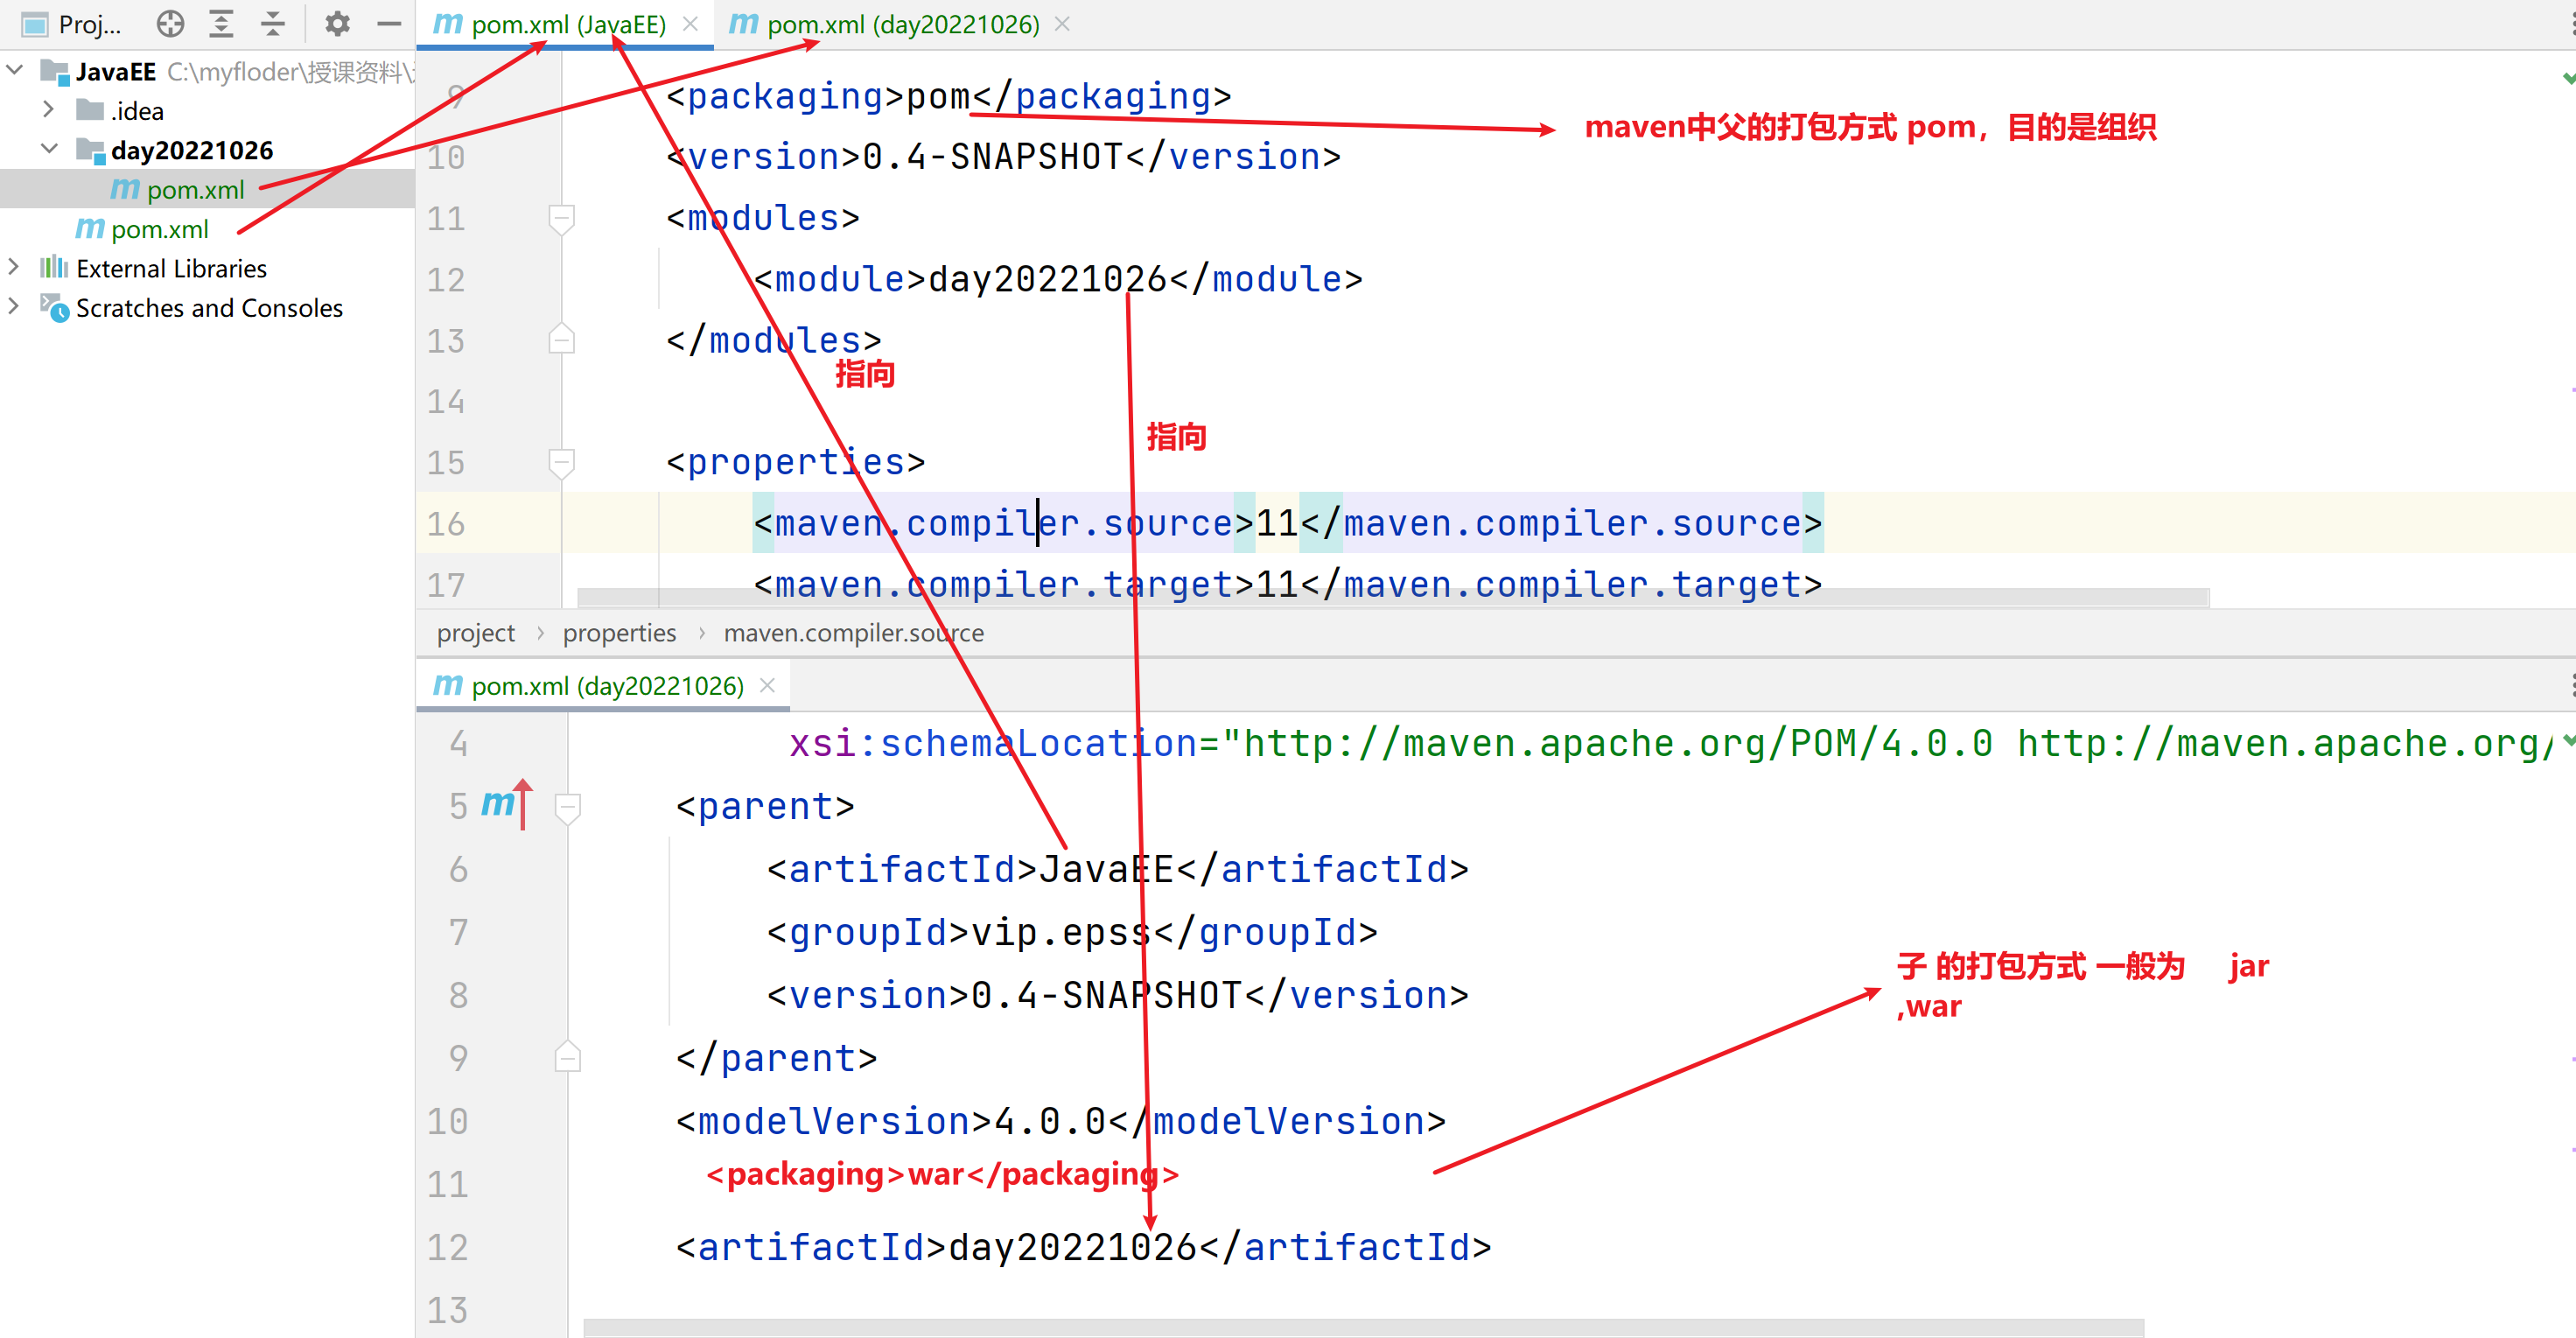 Proj...
pom.xml (JavaEE)
pom.xml (day20221026)
JavaEE C:\myfloder\授课资料\
.idea
day20221026
pom.xml
pom.xml
External Libraries
Scratches and Consoles
9 <packaging>pom</packaging>
maven中父的打包方式 pom，目的是组织
10 <version>0.4-SNAPSHOT</version>
11 <modules>
12 <module>day20221026</module>
13 </modules>
指向
14
指向
15 <properties>
16 <maven.compiler.source>11</maven.compiler.source>
17 <maven.compiler.target>11</maven.compiler.target>
project › properties › maven.compiler.source
pom.xml (day20221026)
4 xsi:schemaLocation="http://maven.apache.org/POM/4.0.0 http://maven.apache.org/
5 <parent>
6 <artifactId>JavaEE</artifactId>
7 <groupId>vip.epss</groupId>
8 <version>0.4-SNAPSHOT</version>
子 的打包方式 一般为 jar
,war
9 </parent>
10 <modelVersion>4.0.0</modelVersion>
11 <packaging>war</packaging>
12 <artifactId>day20221026</artifactId>
13